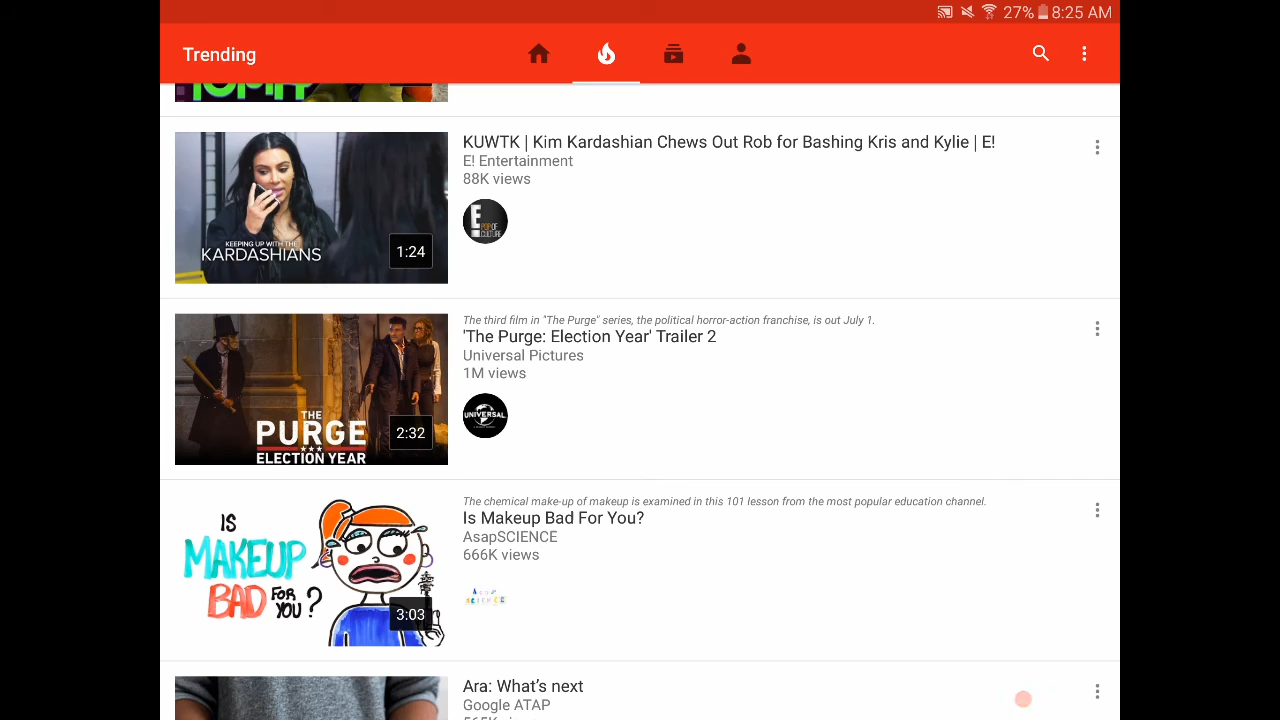 27% 8:25 AM
Trending
KUWTK | Kim Kardashian Chews Out Rob for Bashing Kris and Kylie | E!
E! Entertainment
88K views
KEEPING UP WITH THE
KARDASHIANS
1:24
E
POP OF
CULTURE
The third film in "The Purge" series, the political horror-action franchise, is out July 1.
'The Purge: Election Year' Trailer 2
Universal Pictures
1M views
THE
PURGE
ELECTION YEAR
2:32
UNIVERSAL
The chemical make-up of makeup is examined in this 101 lesson from the most popular education channel.
Is Makeup Bad For You?
AsapSCIENCE
666K views
IS
MAKEUP
BAD FOR
YOU?
3:03
Ara: What's next
Google ATAP